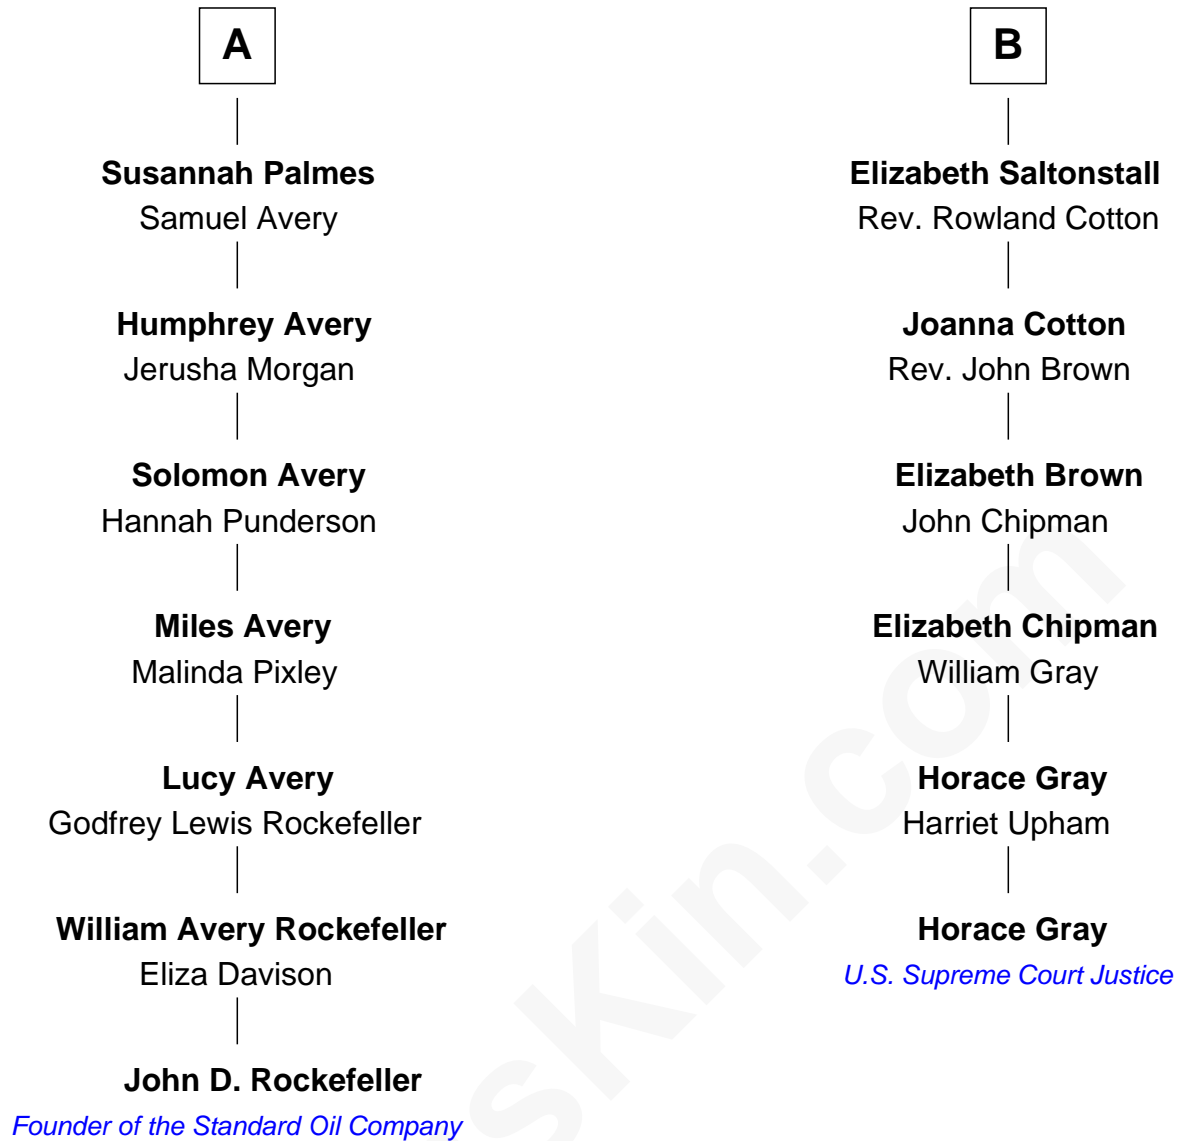 A
Susannah Palmes
Samuel Avery
Humphrey Avery
Jerusha Morgan
Solomon Avery
Hannah Punderson
Miles Avery
Malinda Pixley
Lucy Avery
Godfrey Lewis Rockefeller
William Avery Rockefeller
Eliza Davison
John D. Rockefeller
Founder of the Standard Oil Company
B
Elizabeth Saltonstall
Rev. Rowland Cotton
Joanna Cotton
Rev. John Brown
Elizabeth Brown
John Chipman
Elizabeth Chipman
William Gray
Horace Gray
Harriet Upham
Horace Gray
U.S. Supreme Court Justice
sKin.com